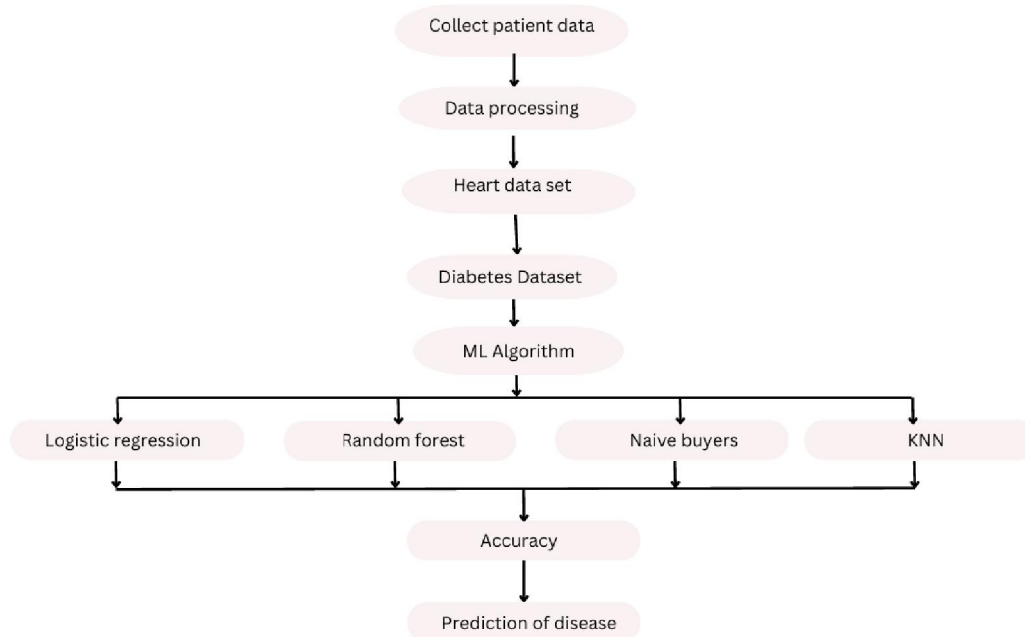 Collect patient data
Data processing
Heart data set
Diabetes Dataset
ML Algorithm
Logistic regression
Random forest
Naive buyers
KNN
Accuracy
Prediction of disease